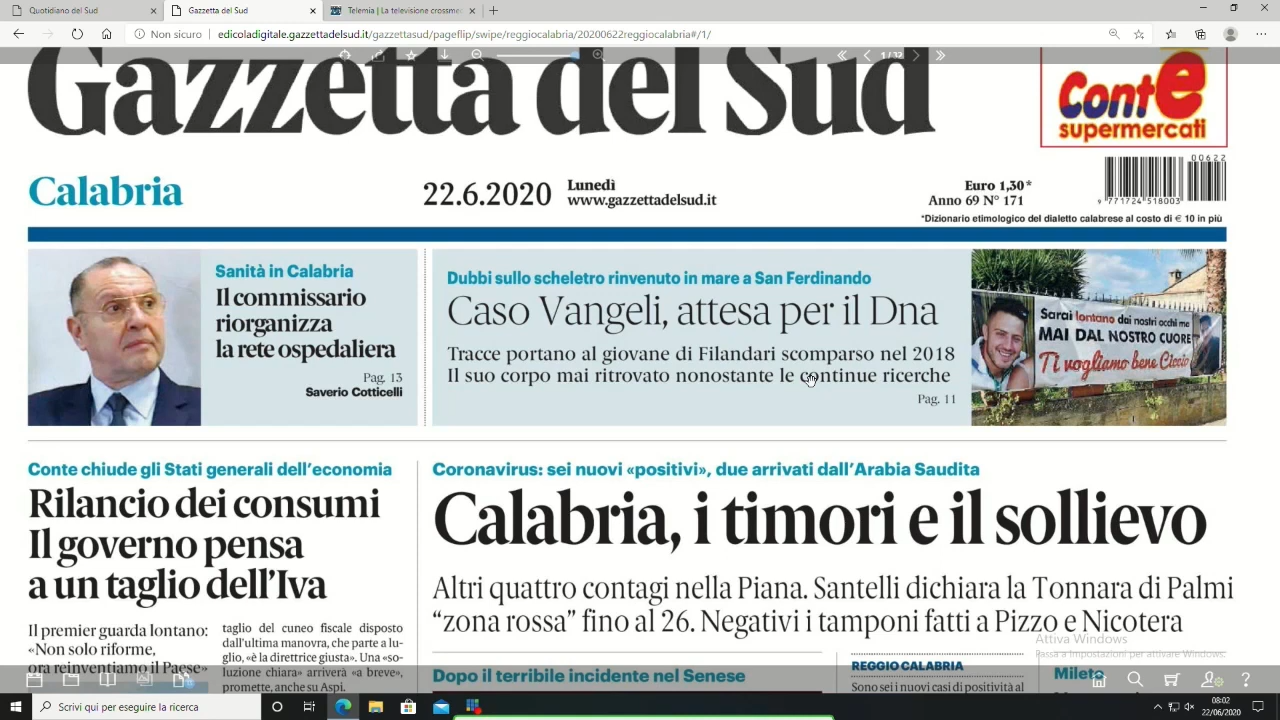 Quotidiano del Sud
Gazzetta del Sud
Telemia | La televisione come
Non sicuro
edicoladigitale.gazzettadelsud.it/gazzettasud/pageflip/swipe/reggiocalabria/20200622reggiocalabria#/1/
1 / 32
Gazzetta del Sud
Contè
supermercati
Calabria
22.6.2020
Lunedì
www.gazzettadelsud.it
Euro 1,30*
Anno 69 N° 171
*Dizionario etimologico del dialetto calabrese al costo di € 10 in più
00622
9 771724 518003
Sanità in Calabria
Il commissario
riorganizza
la rete ospedaliera
Pag. 13
Saverio Cotticelli
Dubbi sullo scheletro rinvenuto in mare a San Ferdinando
Caso Vangeli, attesa per il Dna
Tracce portano al giovane di Filandari scomparso nel 2018
Il suo corpo mai ritrovato nonostante le continue ricerche
Pag. 11
Sarai lontano dai nostri occhi ma
MAI DAL NOSTRO CUORE
Ti vogliamo bene Ciccio
Conte chiude gli Stati generali dell'economia
Rilancio dei consumi
Il governo pensa
a un taglio dell'Iva
Il premier guarda lontano:
«Non solo riforme,
ora reinventiamo il Paese»
taglio del cuneo fiscale disposto
dall'ultima manovra, che parte a lu-
glio, «è la direttrice giusta». Una «so-
luzione chiara» arriverà «a breve»,
promette, anche su Aspi.
Coronavirus: sei nuovi «positivi», due arrivati dall'Arabia Saudita
Calabria, i timori e il sollievo
Altri quattro contagi nella Piana. Santelli dichiara la Tonnara di Palmi
“zona rossa” fino al 26. Negativi i tamponi fatti a Pizzo e Nicotera
Dopo il terribile incidente nel Senese
REGGIO CALABRIA
Sono sei i nuovi casi di positività al
Mileto
Attiva Windows
Passa a Impostazioni per attivare Windows.
Scrivi qui per eseguire la ricerca
08:02
22/06/2020